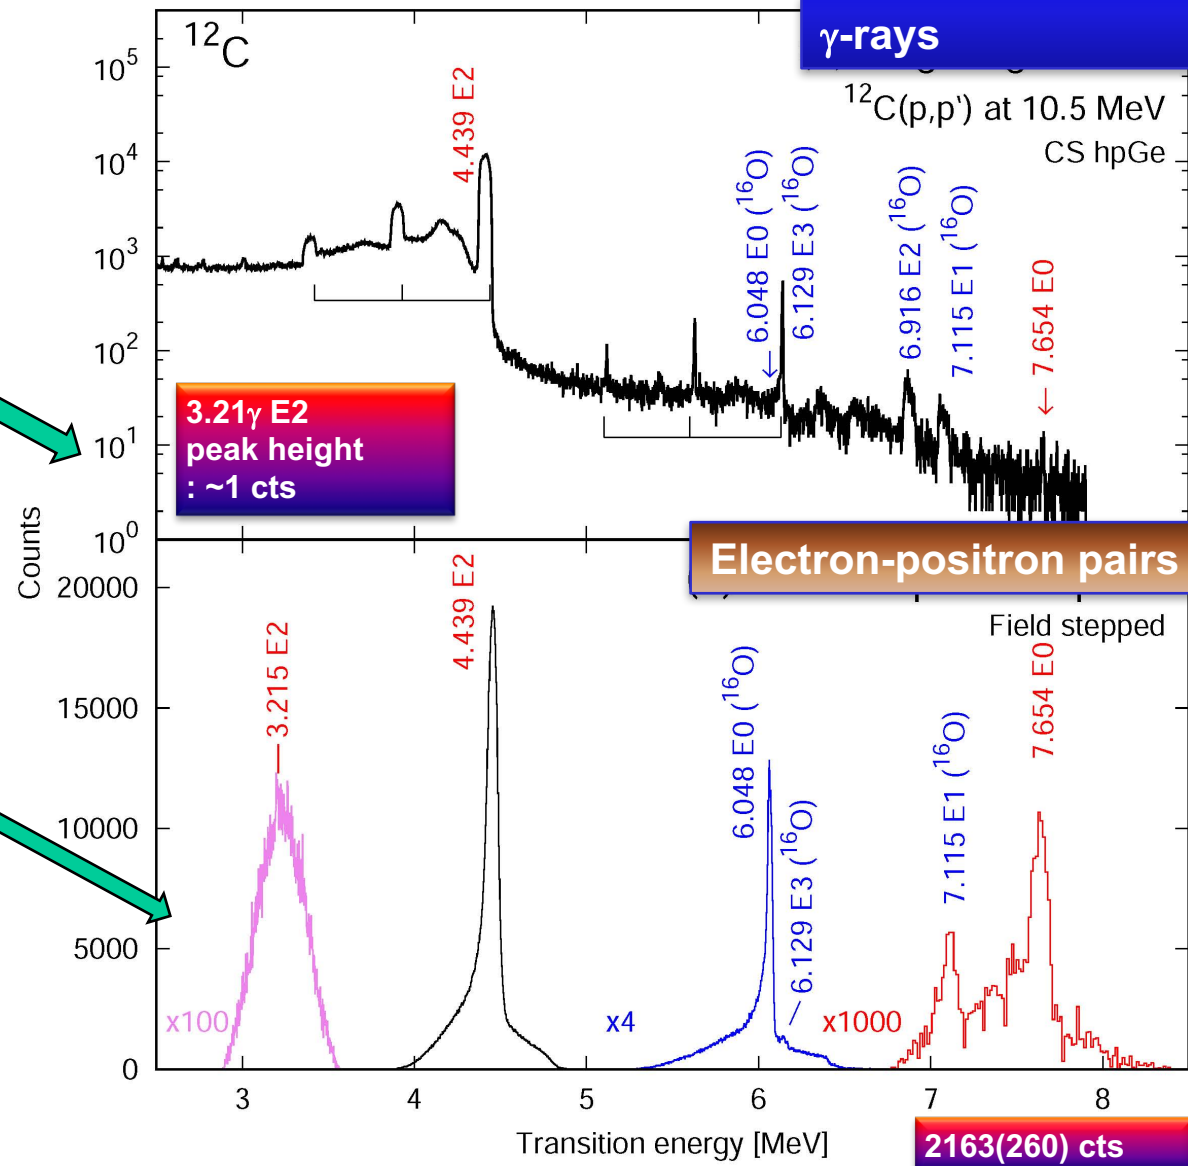 ¹²C
γ-rays
¹²C(p,p') at 10.5 MeV
CS hpGe
4.439 E2
6.048 E0 (¹⁶O)
6.129 E3 (¹⁶O)
6.916 E2 (¹⁶O)
7.115 E1 (¹⁶O)
7.654 E0
10⁵
10⁴
10³
10²
10¹
10⁰
3.21γ E2
peak height
: ~1 cts
Counts
Electron-positron pairs
Field stepped
3.215 E2
4.439 E2
6.048 E0 (¹⁶O)
6.129 E3 (¹⁶O)
7.115 E1 (¹⁶O)
7.654 E0
20000
15000
10000
5000
0
x100
x4
x1000
3 4 5 6 7 8
Transition energy [MeV]
2163(260) cts